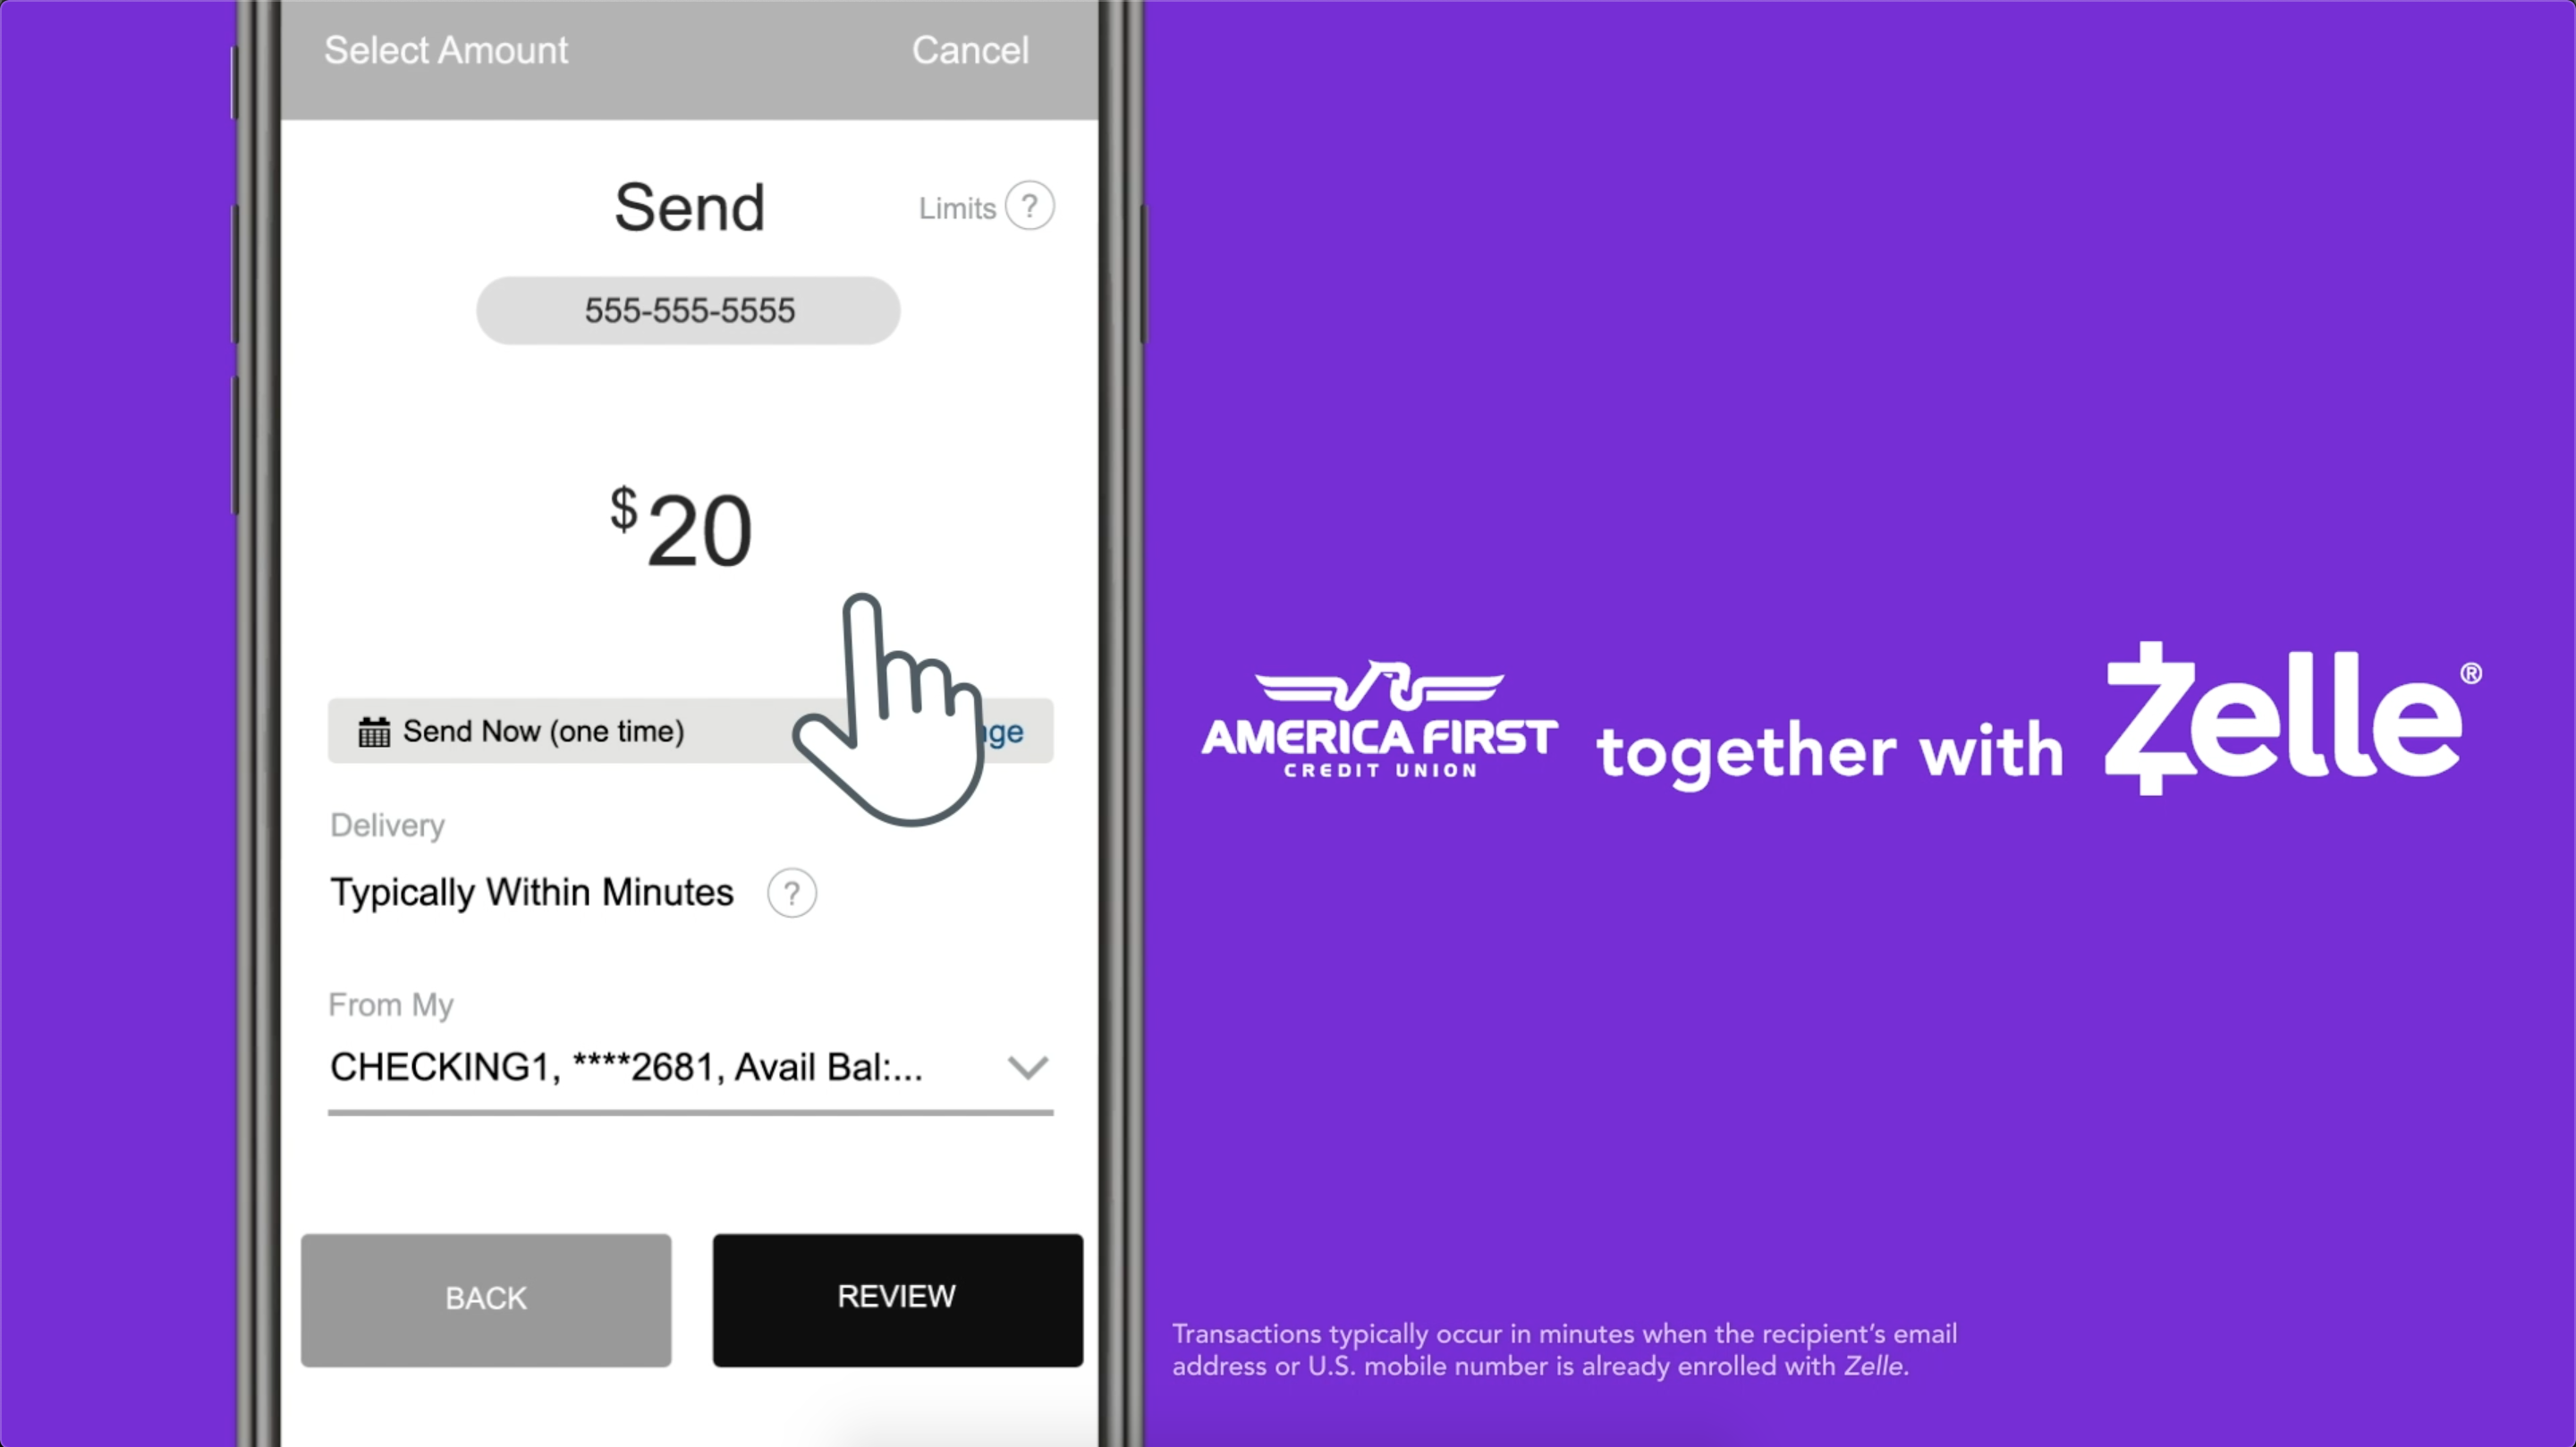 Select Amount Cancel
Send
Limits ?
555-555-5555
$20
Send Now (one time)
Delivery
Typically Within Minutes ?
From My
CHECKING1, ****2681, Avail Bal:...
BACK REVIEW
AMERICA FIRST
CREDIT UNION
together with Zelle®
Transactions typically occur in minutes when the recipient's email
address or U.S. mobile number is already enrolled with Zelle.